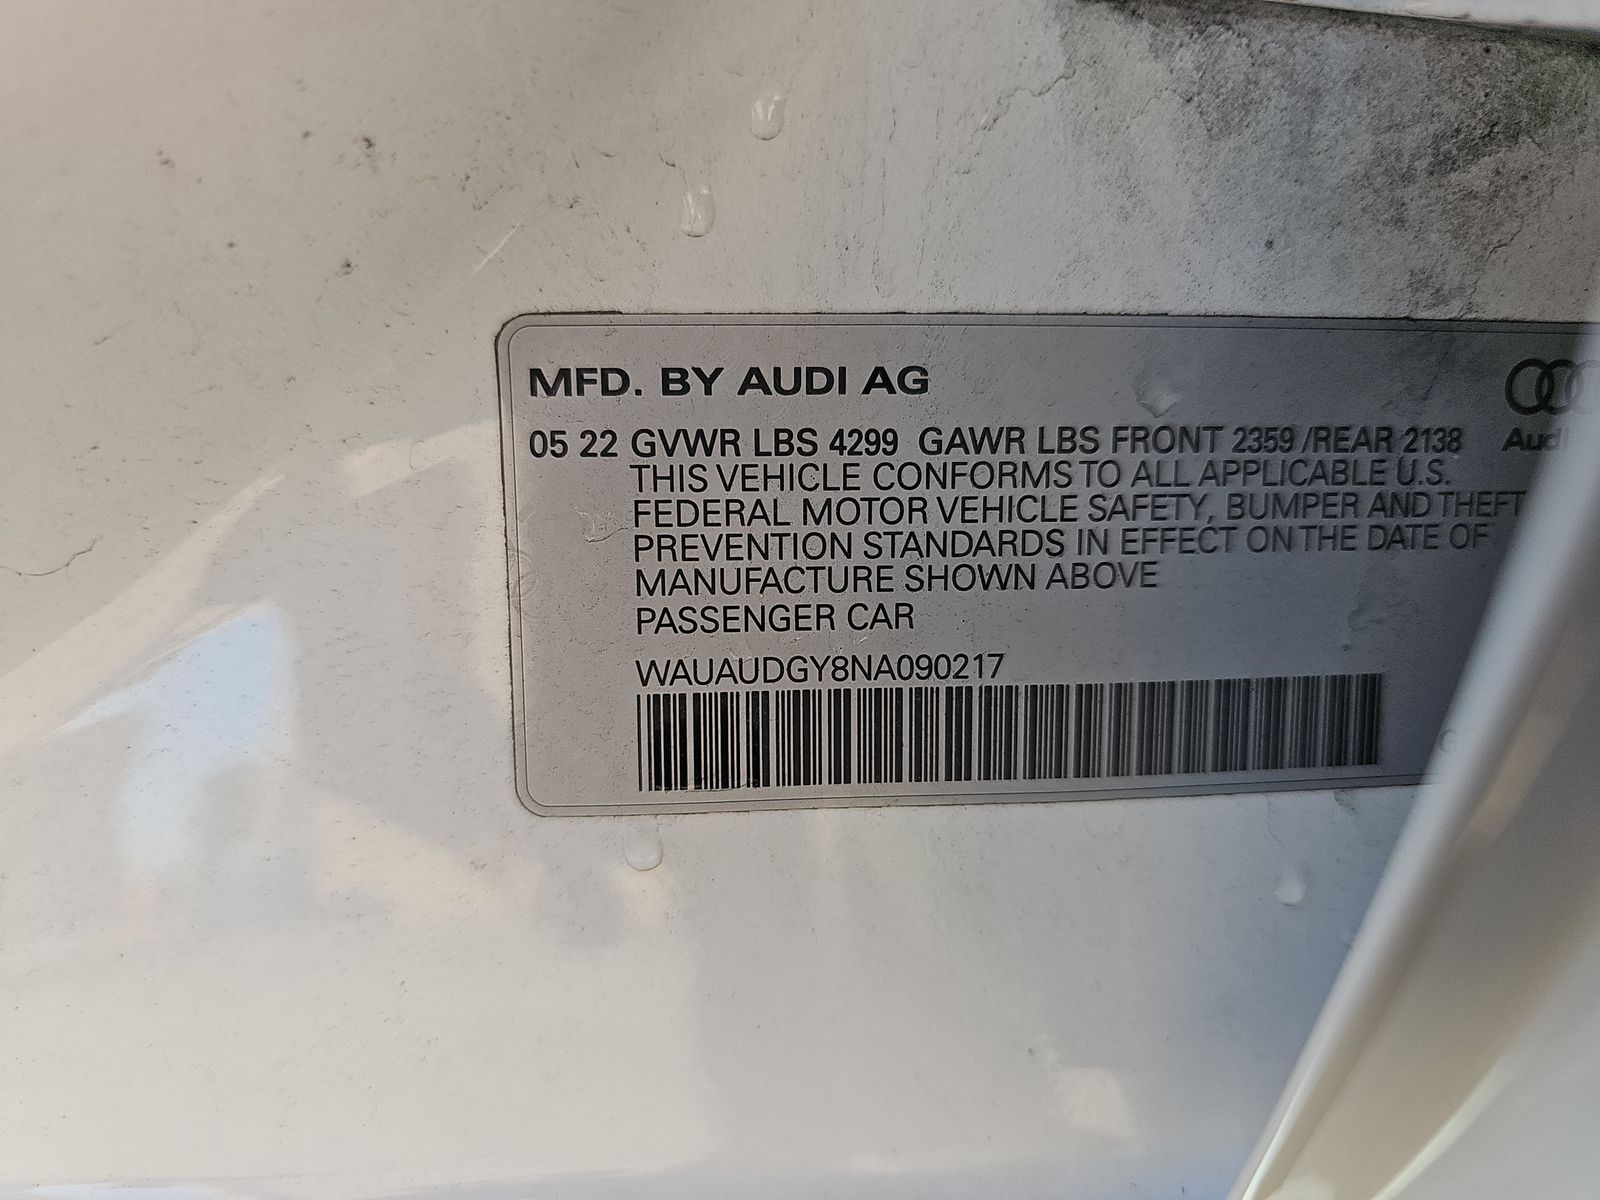 MFD. BY AUDI AG
05 22 GVWR LBS 4299 GAWR LBS FRONT 2359 /REAR 2138
Audi
THIS VEHICLE CONFORMS TO ALL APPLICABLE U.S.
FEDERAL MOTOR VEHICLE SAFETY, BUMPER AND THEFT
PREVENTION STANDARDS IN EFFECT ON THE DATE OF
MANUFACTURE SHOWN ABOVE
PASSENGER CAR
WAUAUDGY8NA090217